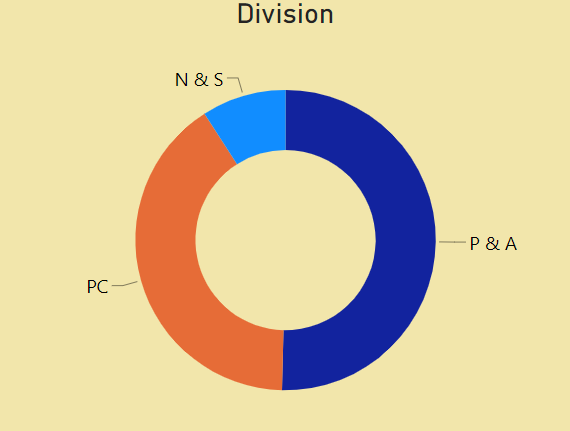 Division
N & S
P & A
PC